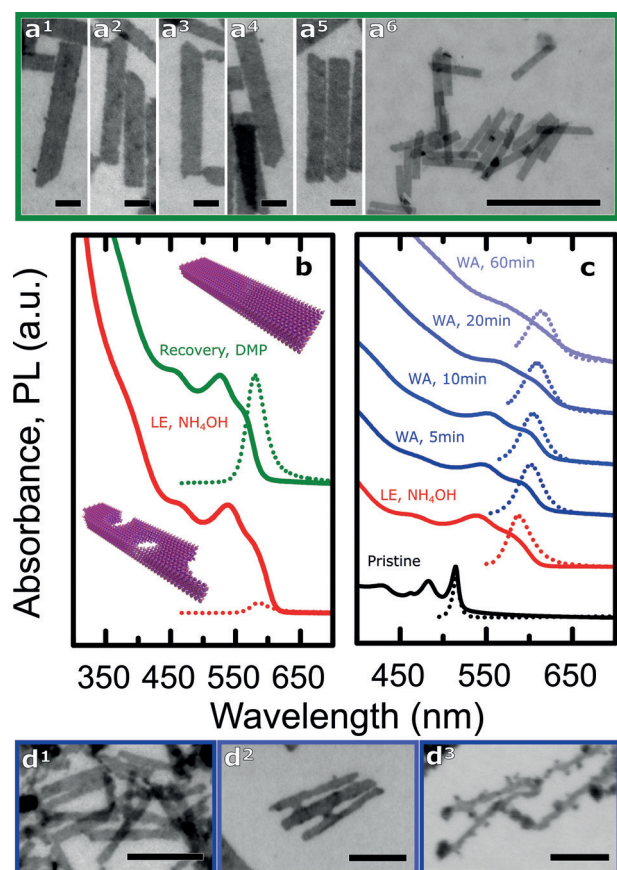 a¹ a² a³ a⁴ a⁵ a⁶
Absorbance, PL (a.u.)
b
Recovery, DMP
LE, NH₄OH
350 450 550 650
c
WA, 60min
WA, 20min
WA, 10min
WA, 5min
LE, NH₄OH
Pristine
450 550 650
Wavelength (nm)
d¹ d² d³